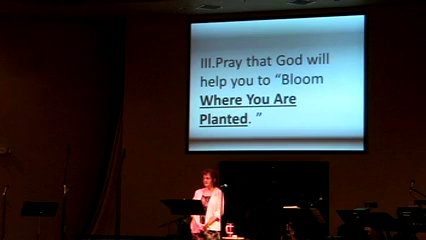 III.Pray that God will
help you to “Bloom
Where You Are
Planted. ”